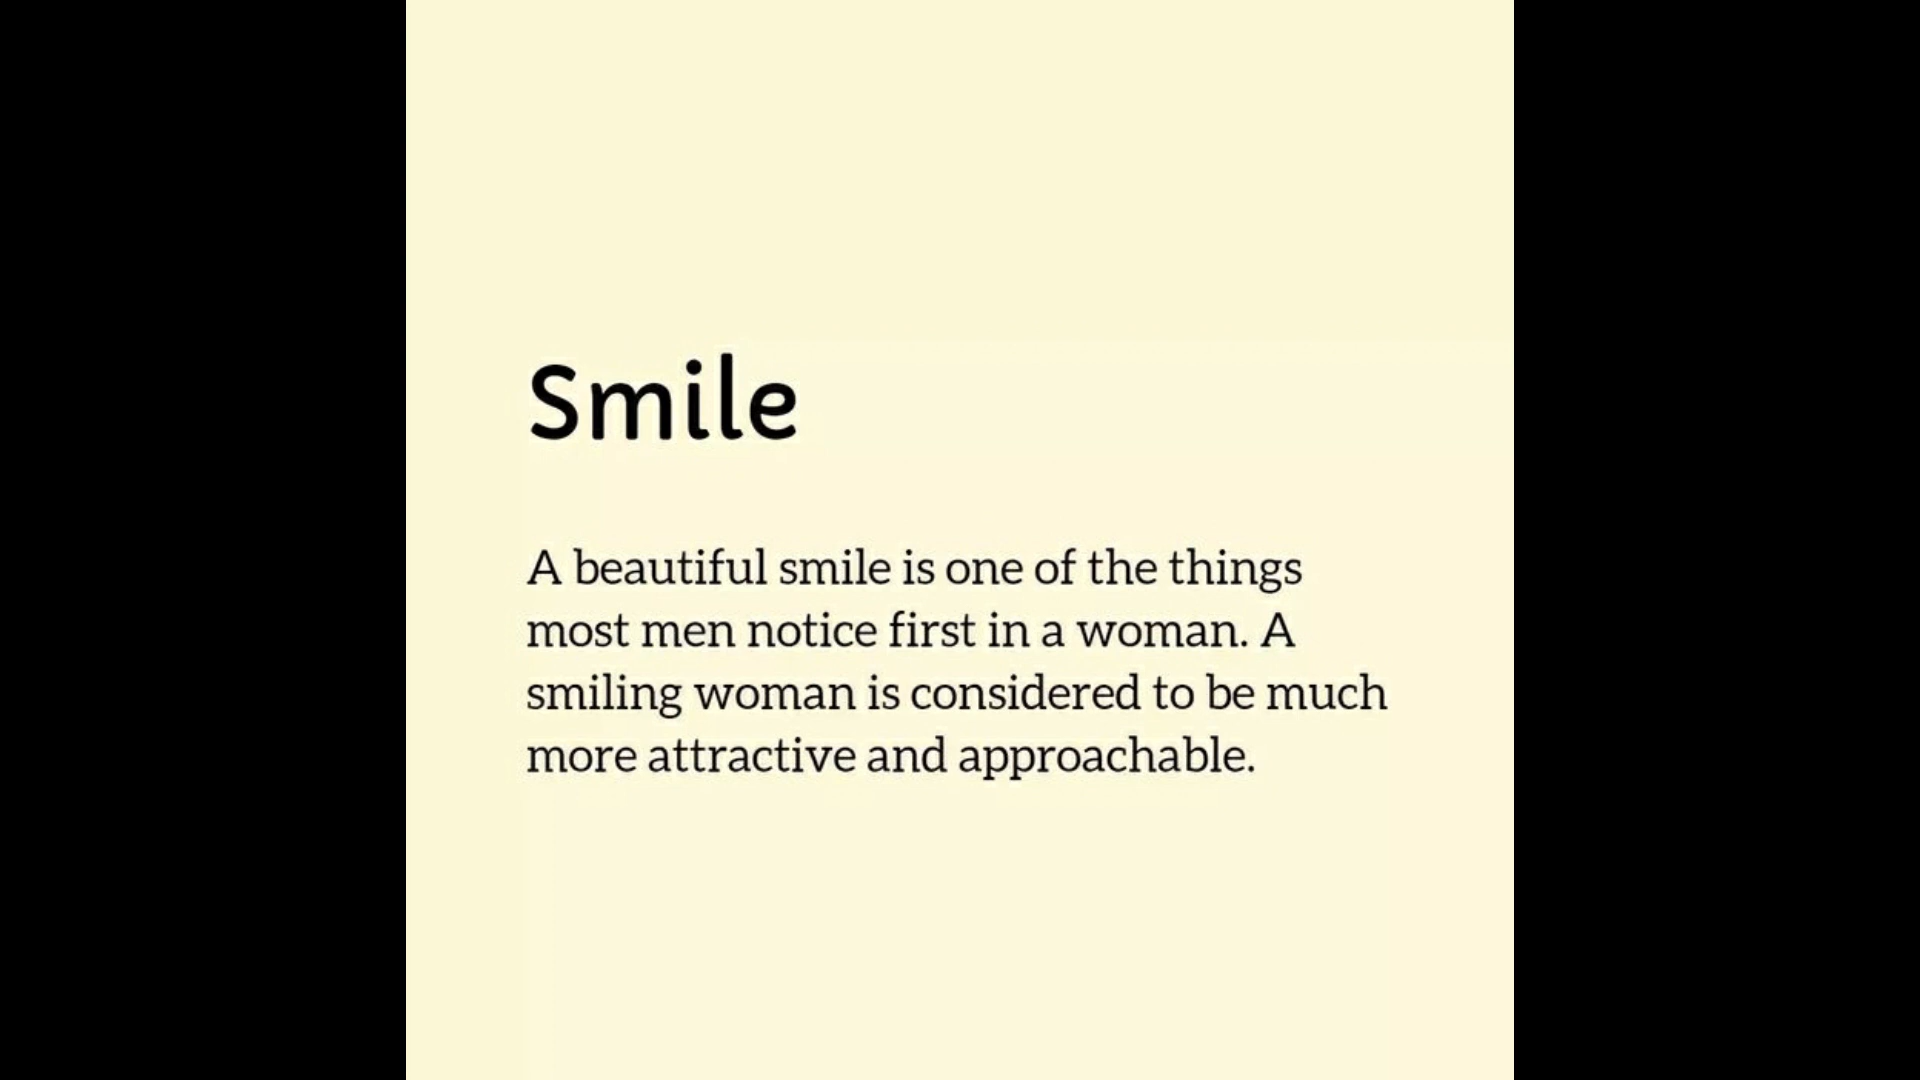 Smile
A beautiful smile is one of the things
most men notice first in a woman. A
smiling woman is considered to be much
more attractive and approachable.